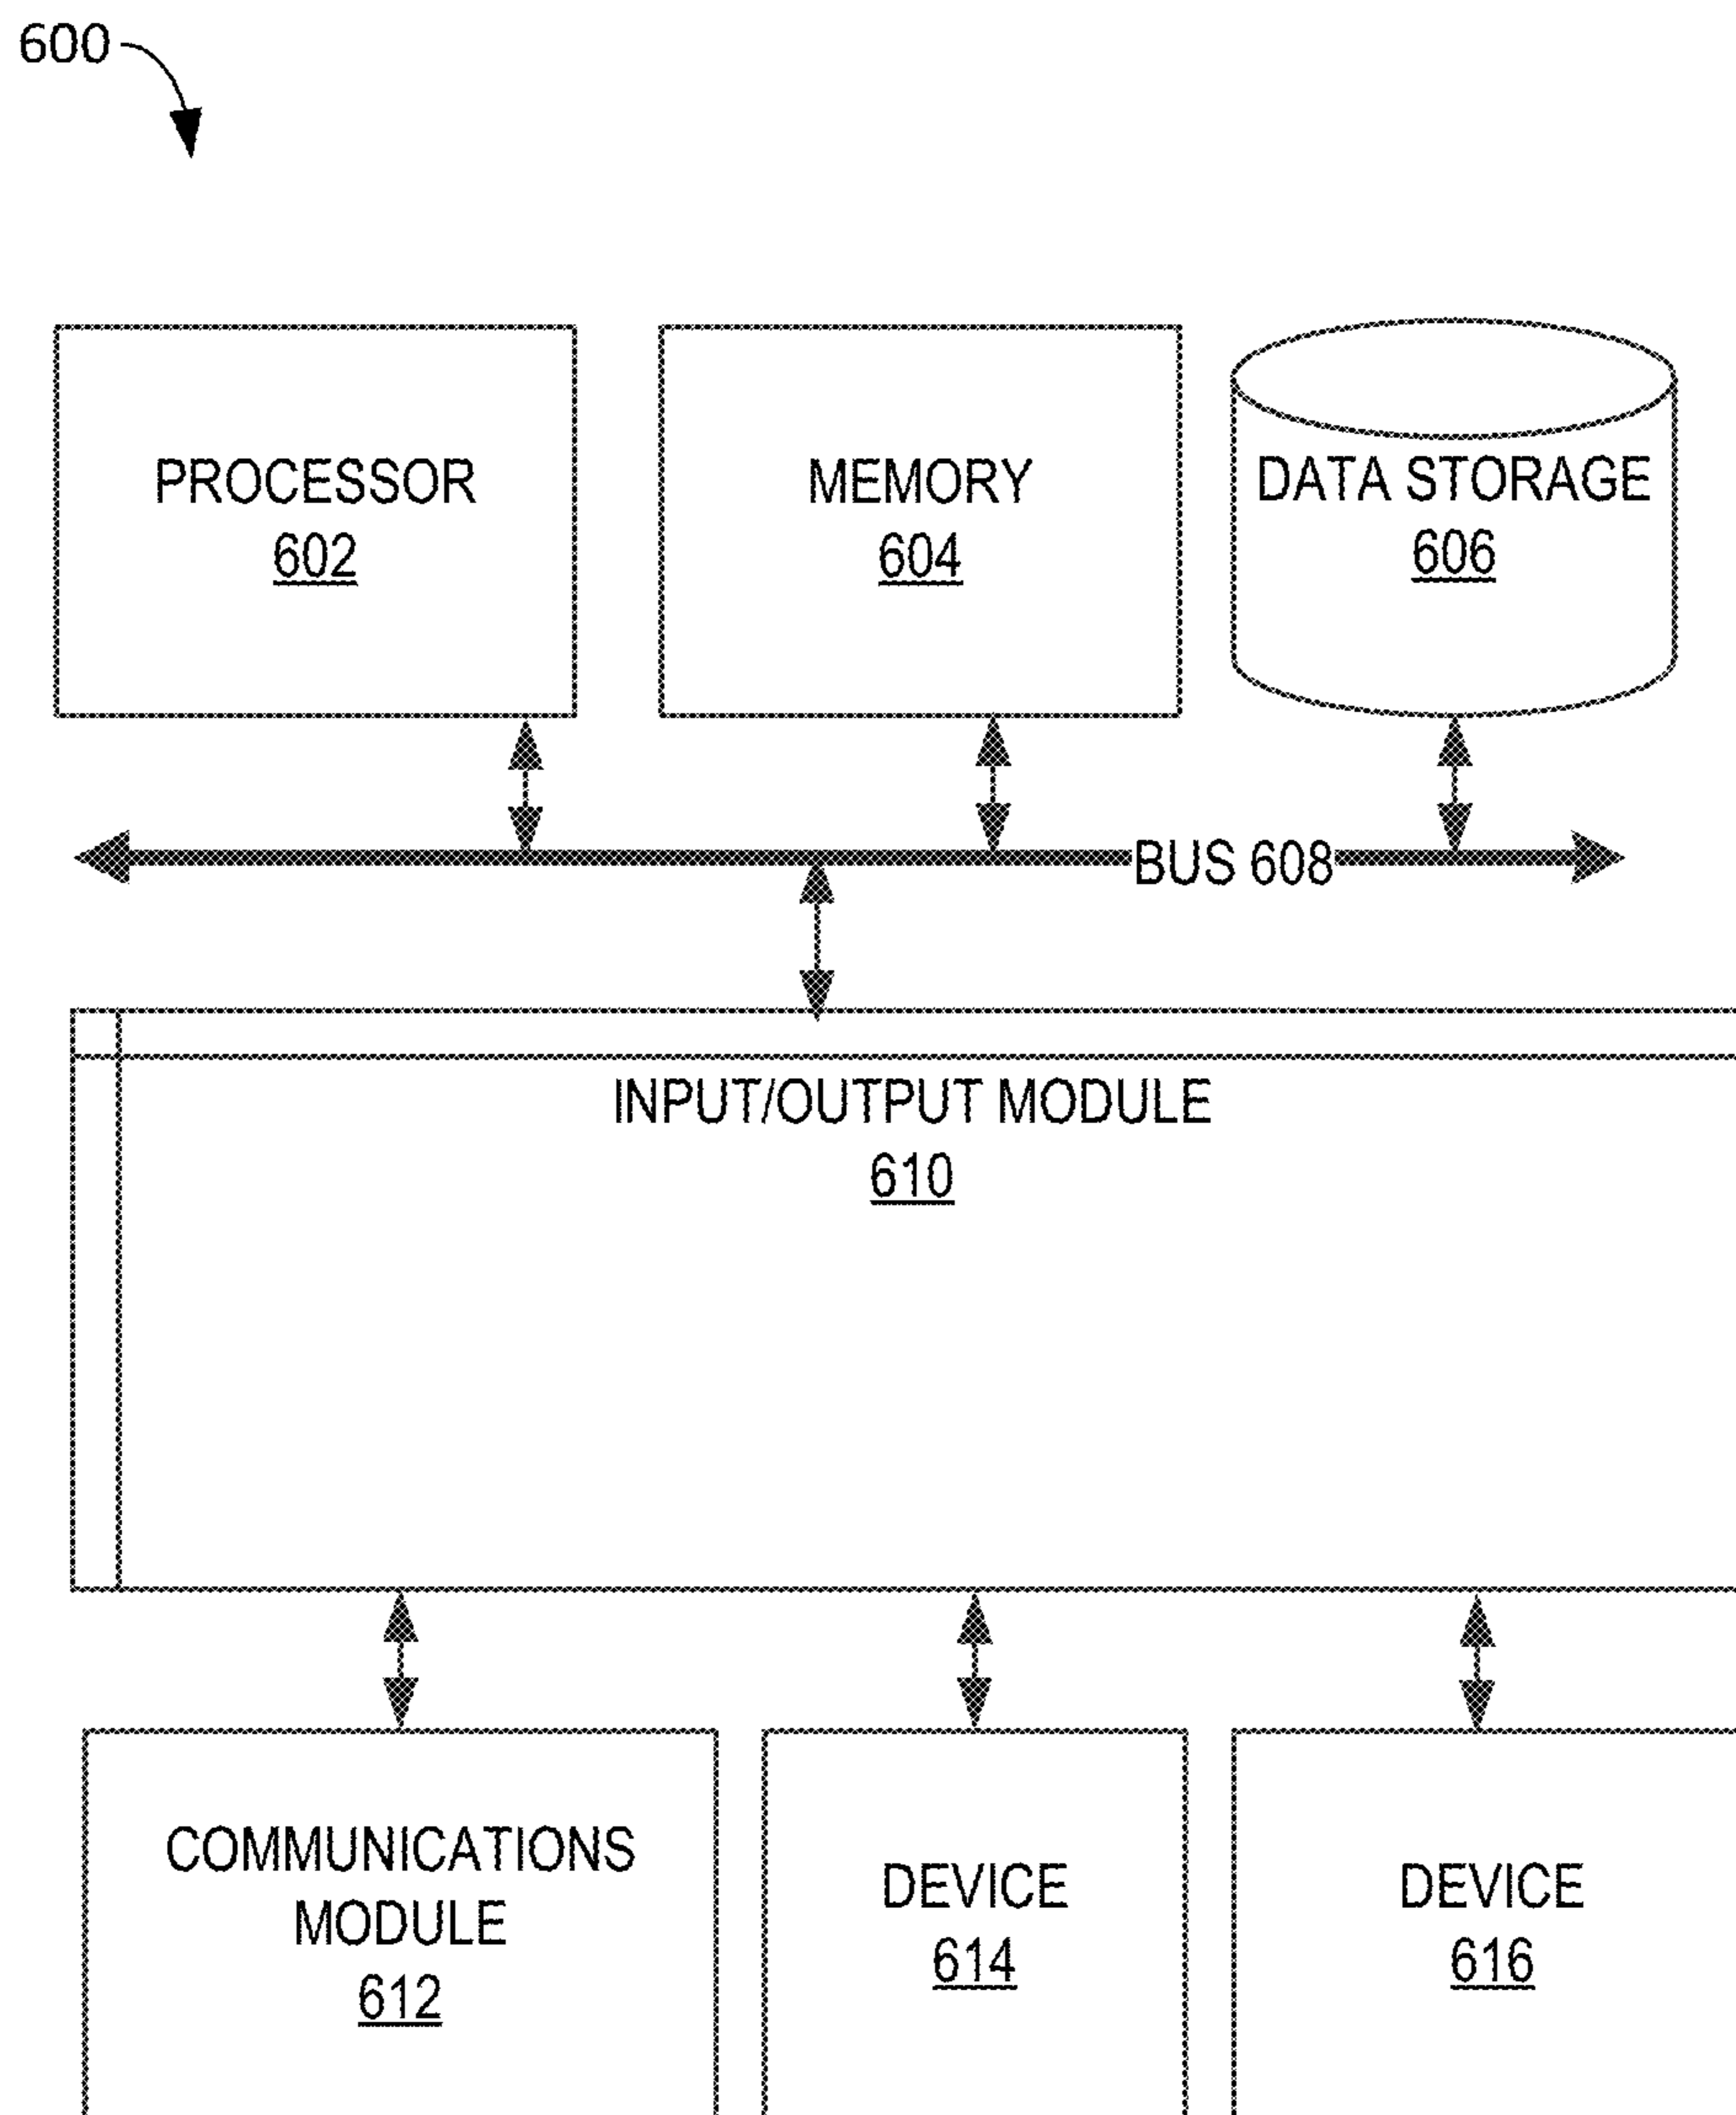 600
PROCESSOR
602
MEMORY
604
DATA STORAGE
606
BUS 608
INPUT/OUTPUT MODULE
610
COMMUNICATIONS
MODULE
612
DEVICE
614
DEVICE
616